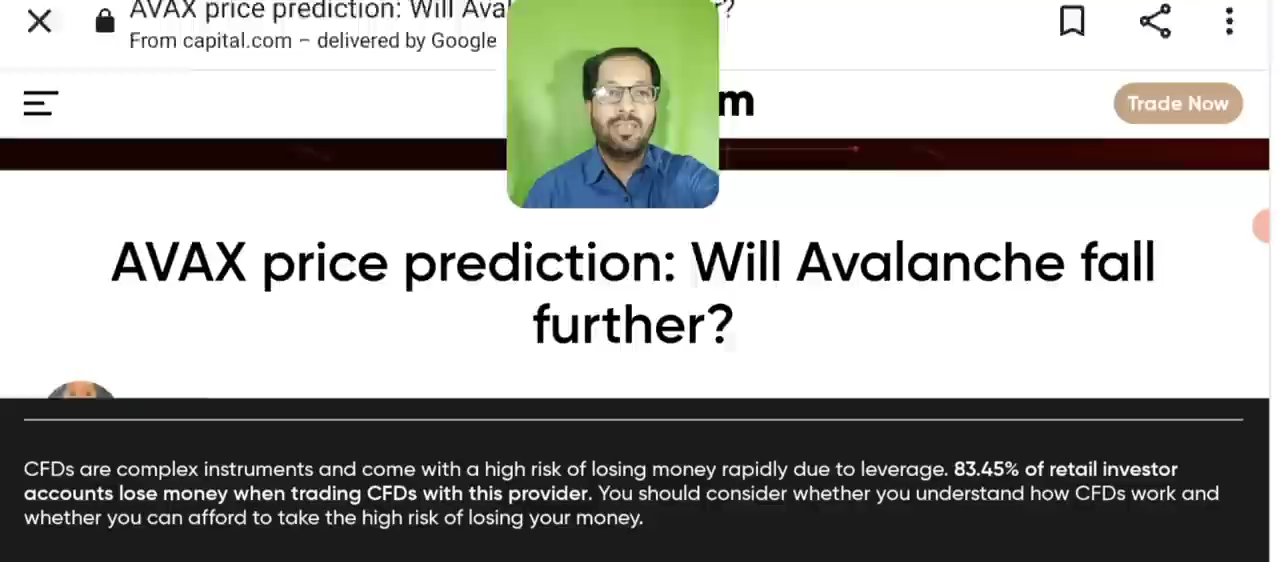 AVAX price prediction: Will Aval r?
From capital.com – delivered by Google
m
Trade Now
AVAX price prediction: Will Avalanche fall
further?
CFDs are complex instruments and come with a high risk of losing money rapidly due to leverage. 83.45% of retail investor
accounts lose money when trading CFDs with this provider. You should consider whether you understand how CFDs work and
whether you can afford to take the high risk of losing your money.